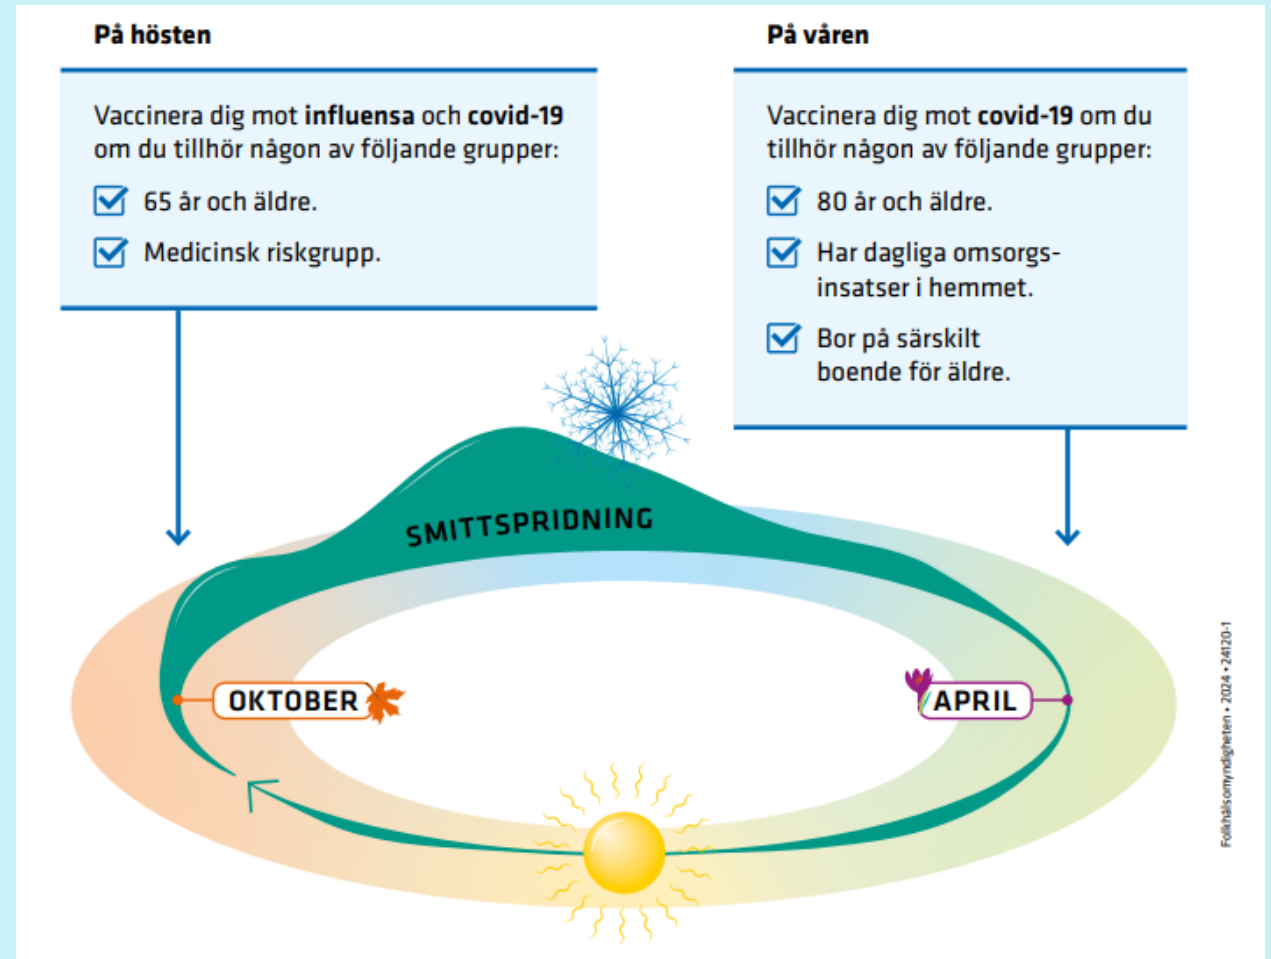 På hösten
Vaccinera dig mot influensa och covid-19
om du tillhör någon av följande grupper:
65 år och äldre.
Medicinsk riskgrupp.
På våren
Vaccinera dig mot covid-19 om du
tillhör någon av följande grupper:
80 år och äldre.
Har dagliga omsorgs-
insatser i hemmet.
Bor på särskilt
boende för äldre.
SMITTSPRIDNING
OKTOBER
APRIL
Folkhälsomyndigheten • 2024 • 24120-1